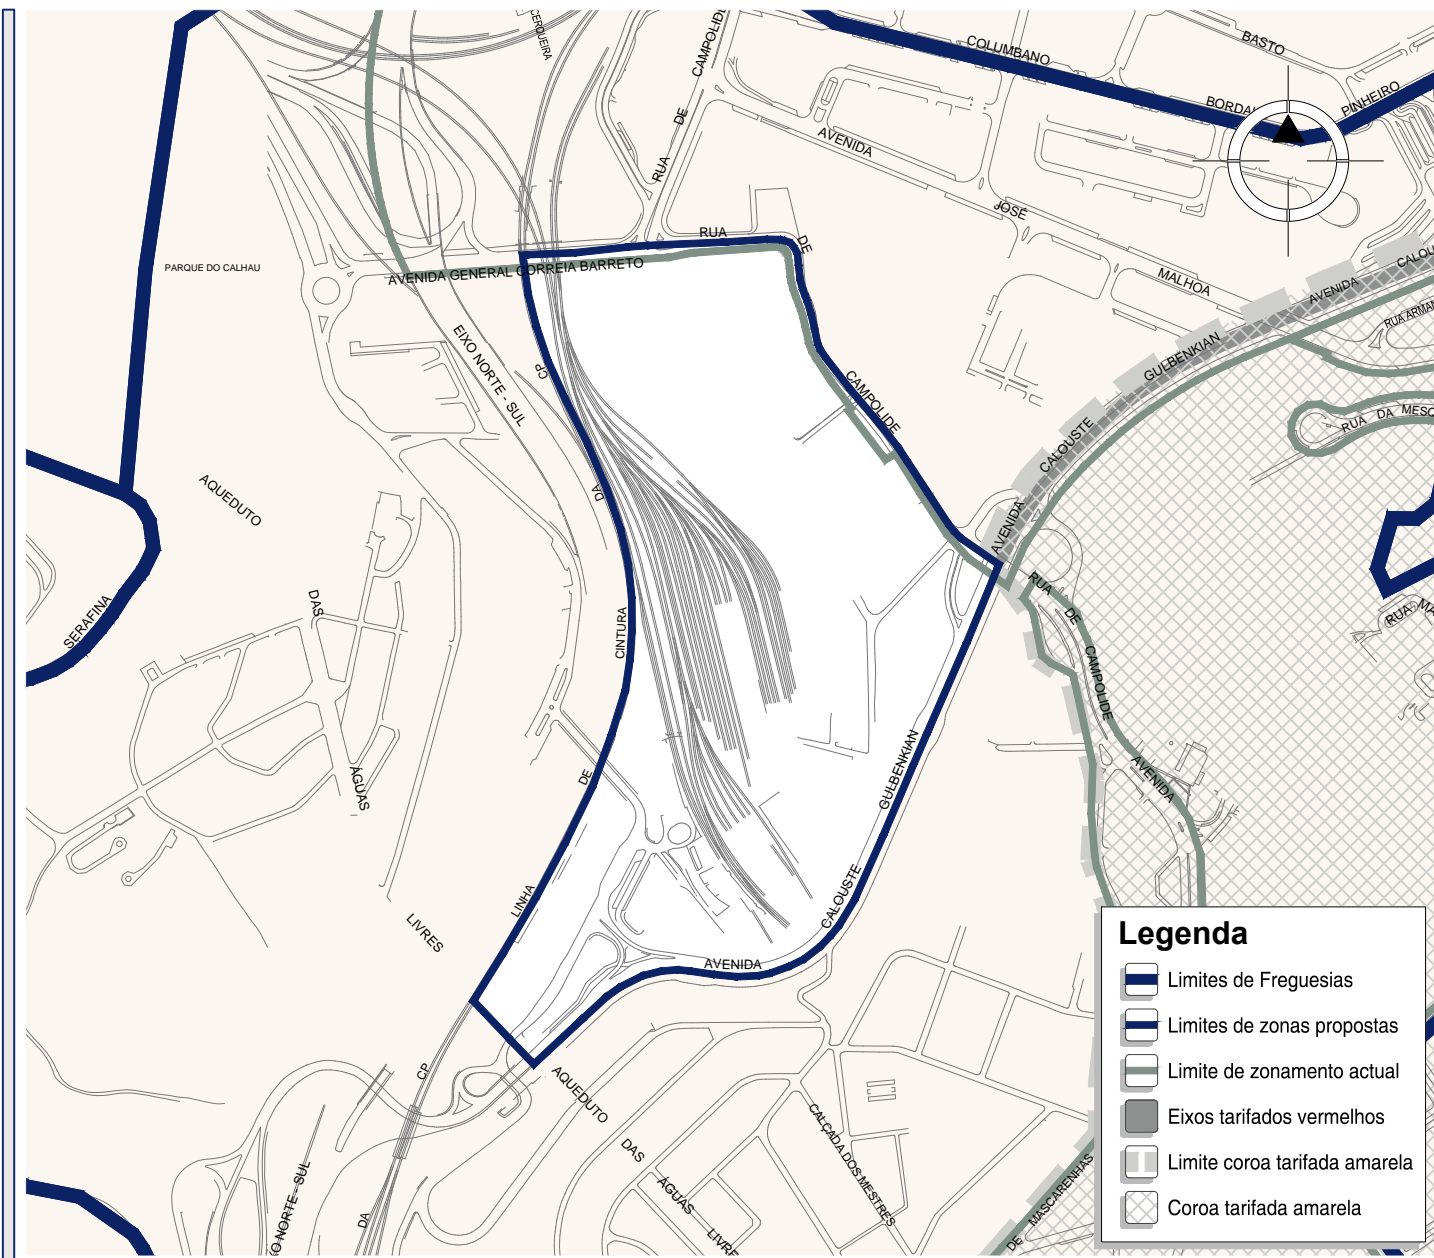 CERQUEIRA
RUA DE CAMPOLIDE
COLUMBANO
BASTO
PINHEIRO
AVENIDA
JOSÉ
MALHOA
PARQUE DO CALHAU
AVENIDA GENERAL CORREIA BARRETO
RUA
DE
CAMPOLIDE
EIXO NORTE - SUL
AVENIDA
CALOUSTE
GULBENKIAN
AVENIDA
RUA DA
AQUEDUTO
DAS
ÁGUAS
LIVRES
SERAFINA
CP
DA
CINTURA
DE
LINHA
RUA
DE
CAMPOLIDE
AVENIDA
GULBENKIAN
CALOUSTE
AVENIDA
CP
DA
AQUEDUTO
DAS
ÁGUAS
CALÇADA DOS MESTRES
DE MASCARENHAS
Legenda
Limites de Freguesias
Limites de zonas propostas
Limite de zonamento actual
Eixos tarifados vermelhos
Limite coroa tarifada amarela
Coroa tarifada amarela